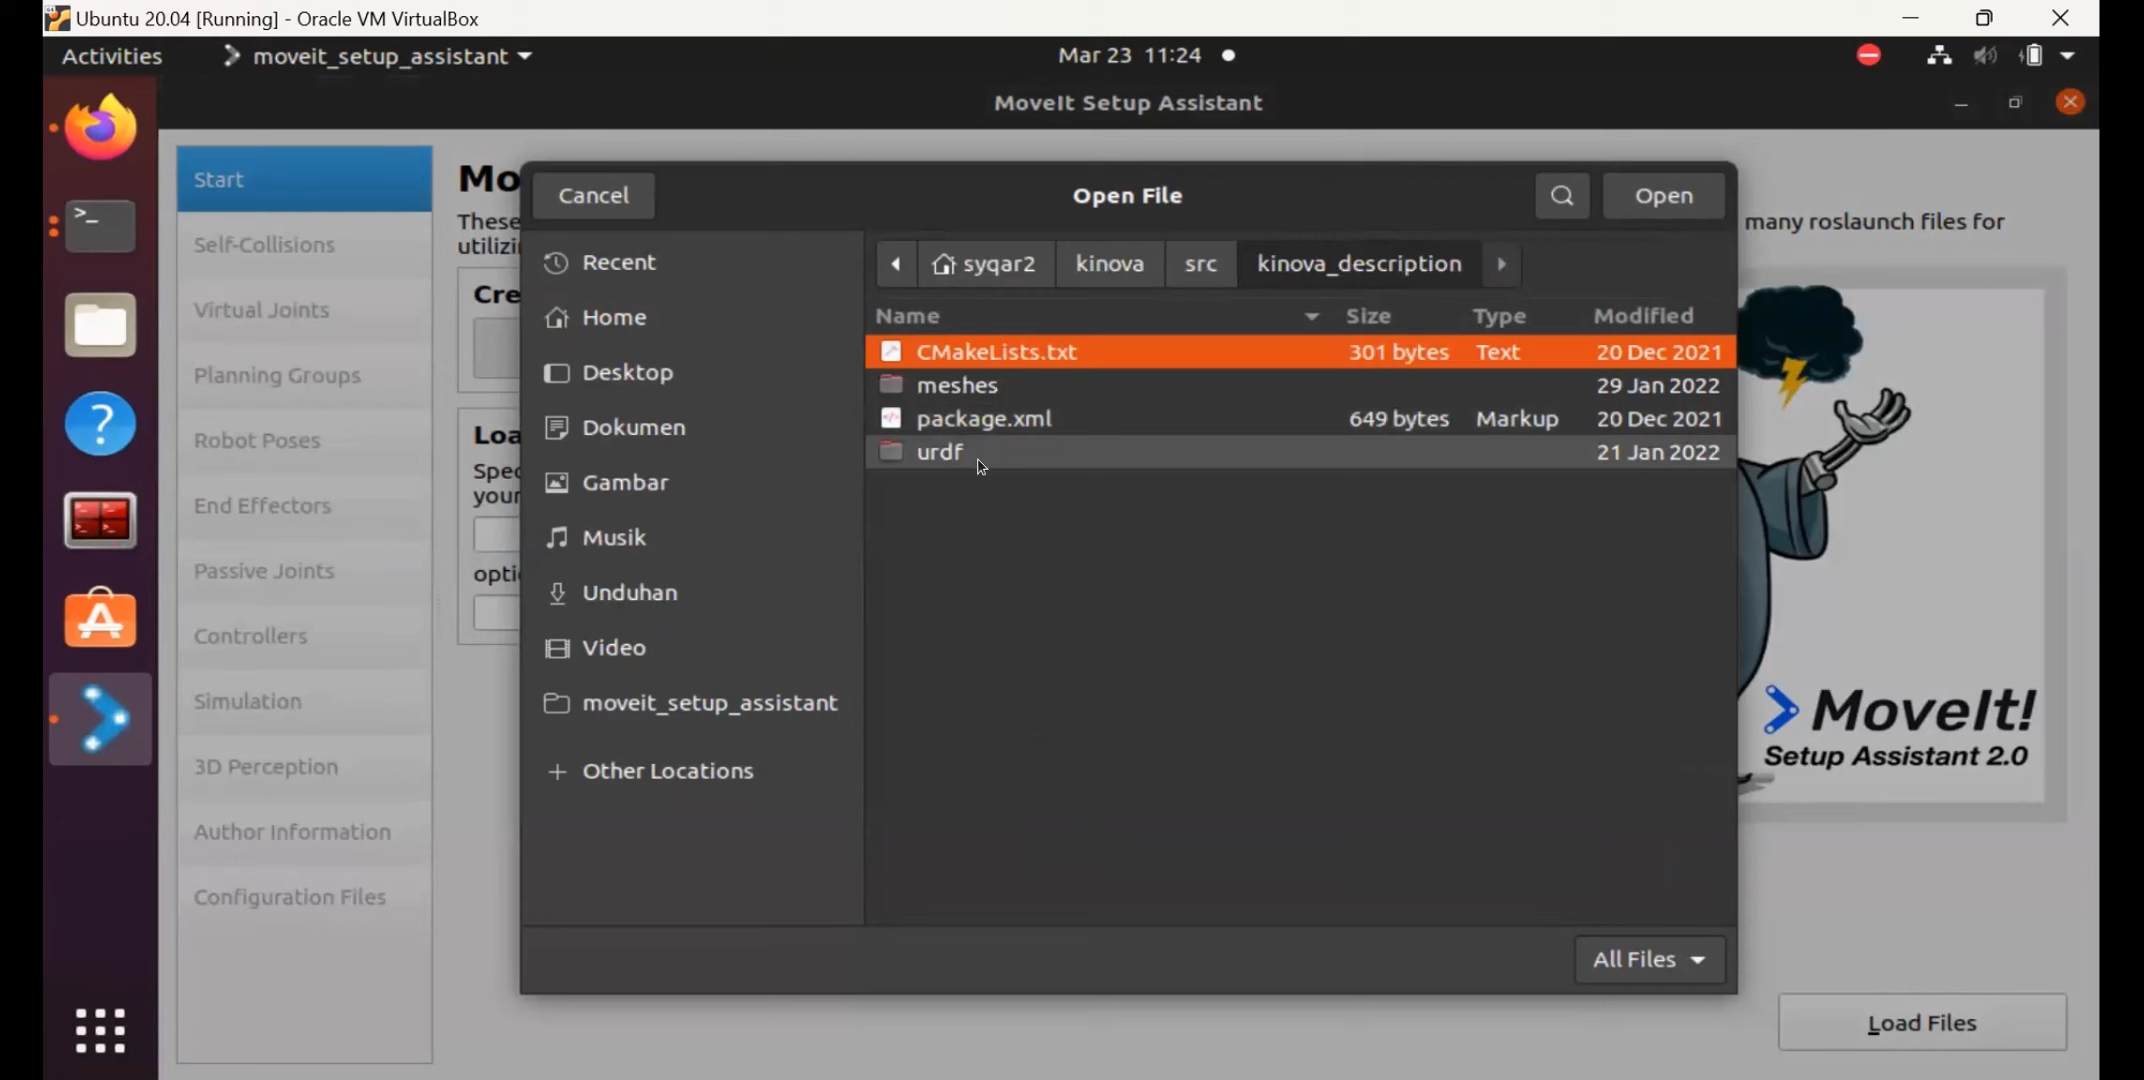 Ubuntu 20.04 [Running] - Oracle VM VirtualBox
Activities moveit_setup_assistant Mar 23 11:24
MoveIt Setup Assistant
Start
Self-Collisions
Virtual Joints
Planning Groups
Robot Poses
End Effectors
Passive Joints
Controllers
Simulation
3D Perception
Author Information
Configuration Files
Mo
These
utilizi
many roslaunch files for
Cre
Loa
Spec
your
optio
Cancel Open File Open
Recent
Home
Desktop
Dokumen
Gambar
Musik
Unduhan
Video
moveit_setup_assistant
+ Other Locations
syqar2 kinova src kinova_description
Name Size Type Modified
CMakeLists.txt 301 bytes Text 20 Dec 2021
meshes 29 Jan 2022
package.xml 649 bytes Markup 20 Dec 2021
urdf 21 Jan 2022
All Files
MoveIt!
Setup Assistant 2.0
Load Files